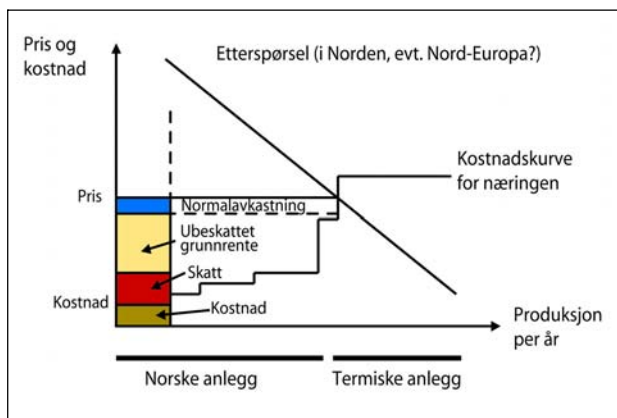 Pris og
kostnad
Etterspørsel (i Norden, evt. Nord-Europa?)
Kostnadskurve
for næringen
Pris
Normalavkastning
Ubeskattet
grunnrente
Skatt
Kostnad
Kostnad
Produksjon
per år
Norske anlegg
Termiske anlegg